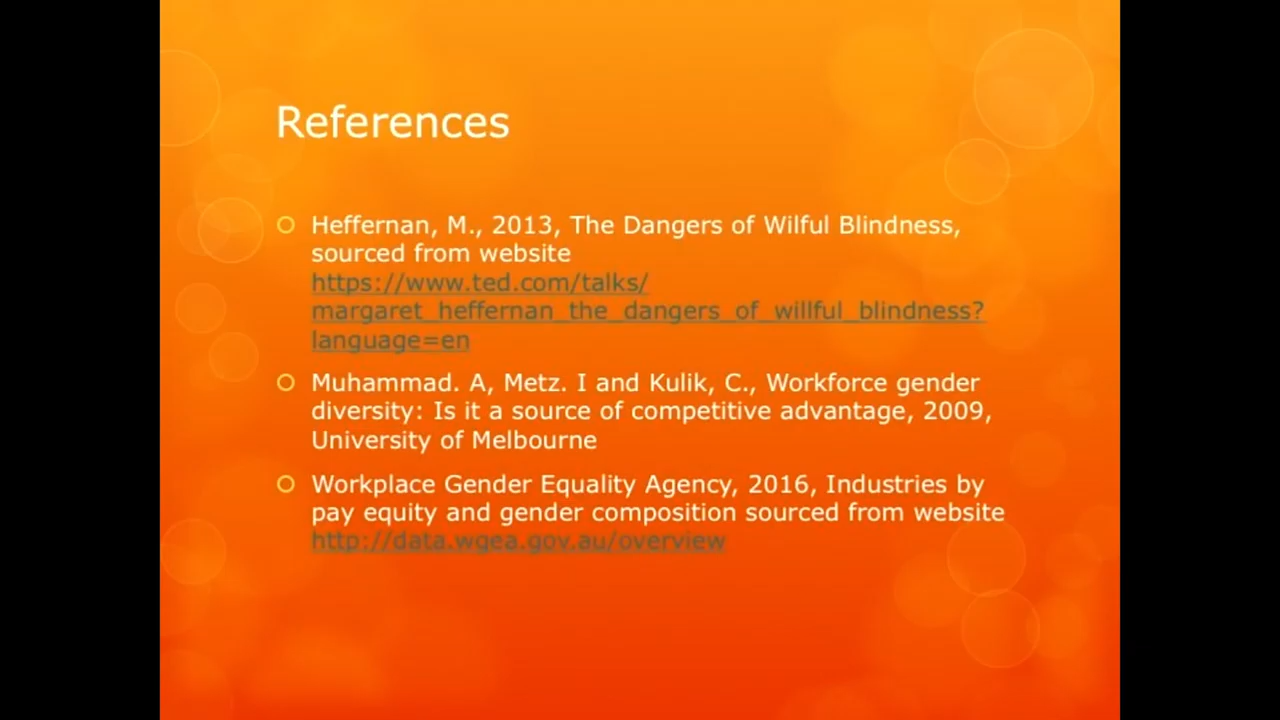 References
Heffernan, M., 2013, The Dangers of Wilful Blindness,
sourced from website
https://www.ted.com/talks/
margaret_heffernan_the_dangers_of_willful_blindness?
language=en
Muhammad. A, Metz. I and Kulik, C., Workforce gender
diversity: Is it a source of competitive advantage, 2009,
University of Melbourne
Workplace Gender Equality Agency, 2016, Industries by
pay equity and gender composition sourced from website
http://data.wgea.gov.au/overview